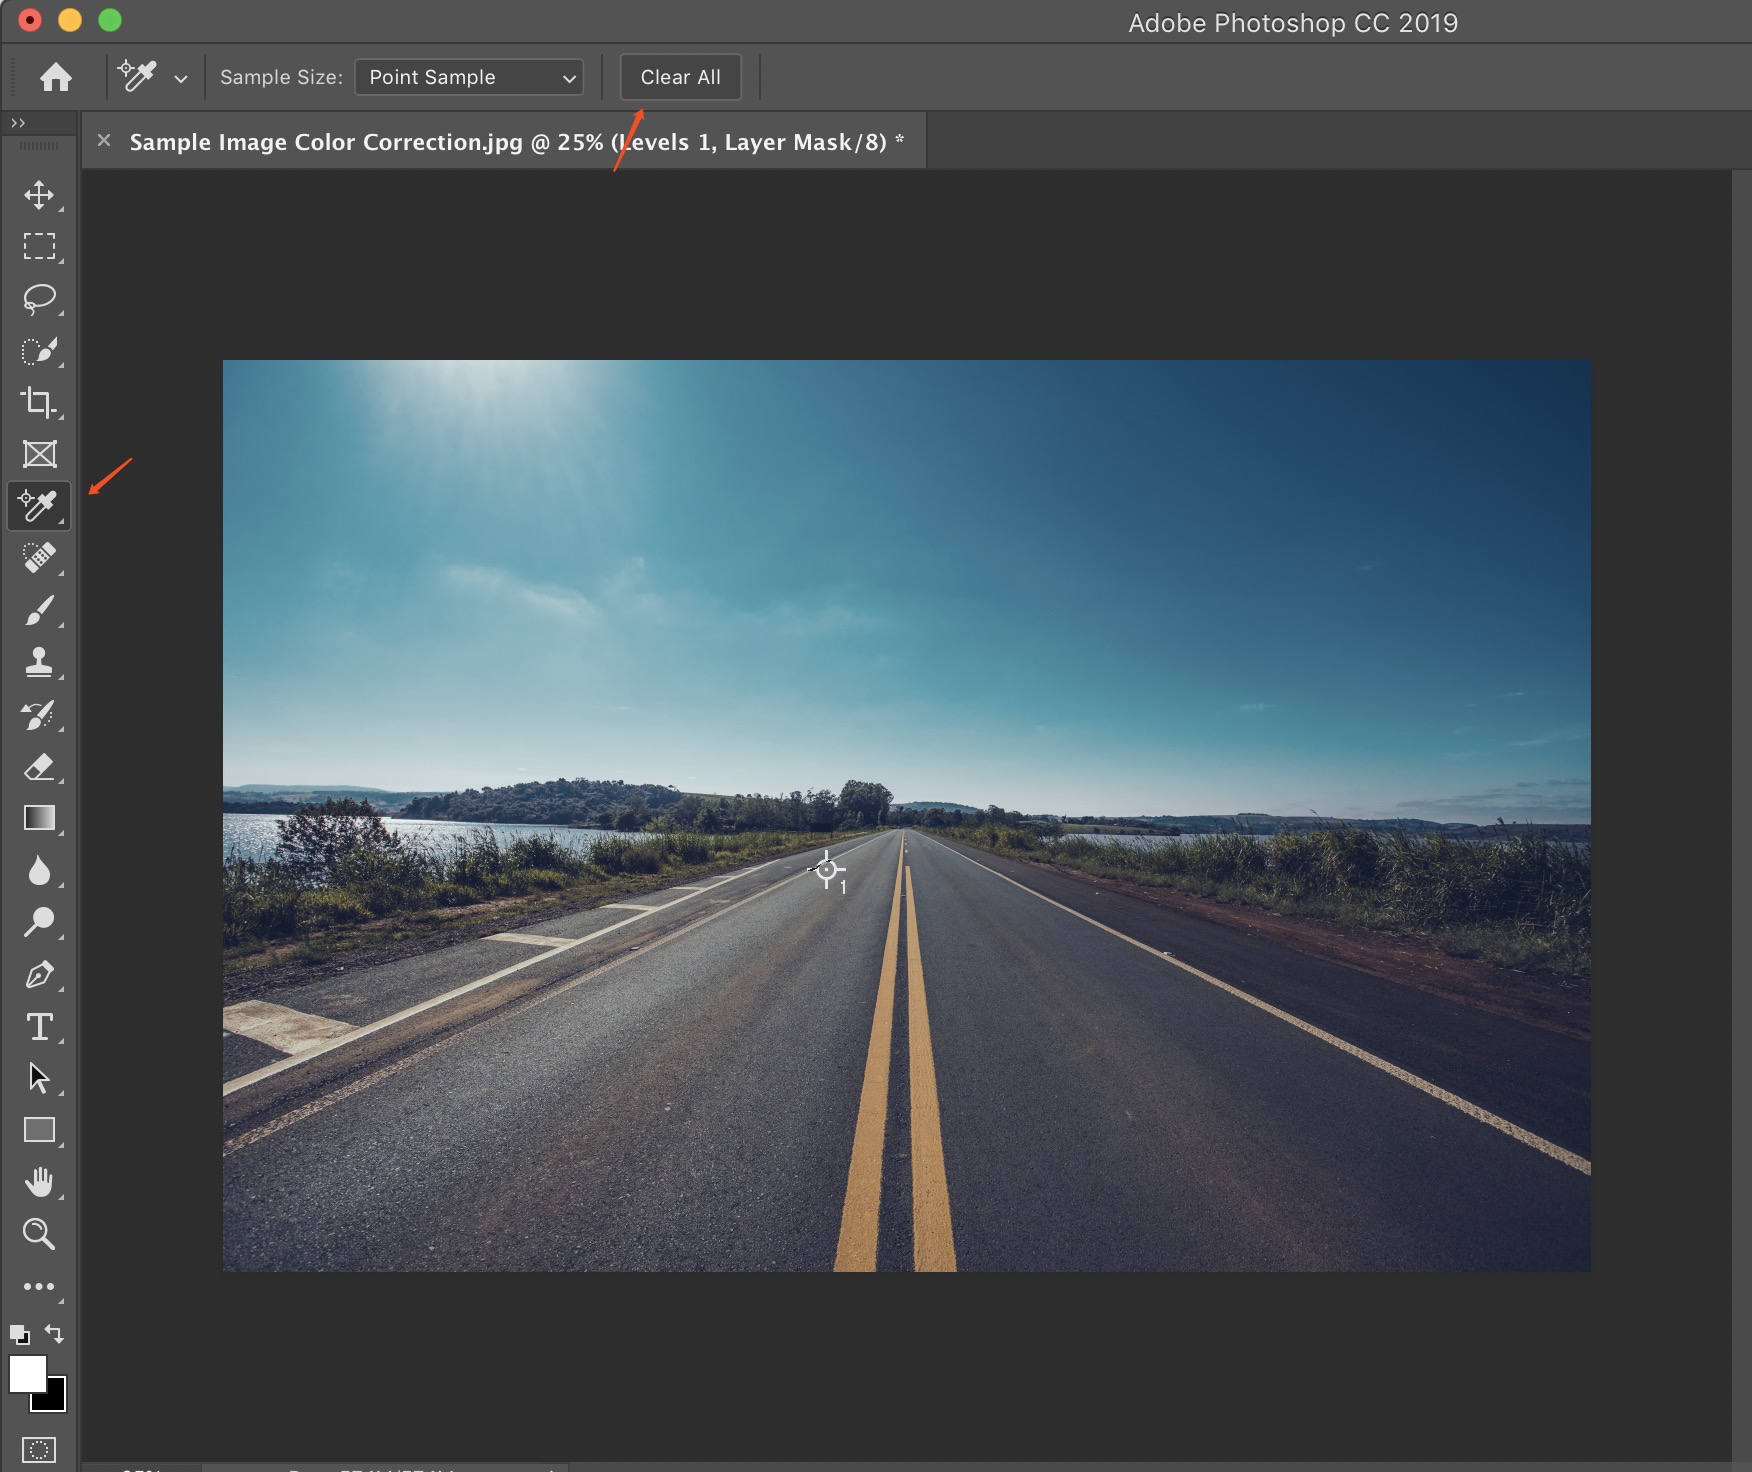 Adobe Photoshop CC 2019
Sample Size: Point Sample Clear All
Sample Image Color Correction.jpg @ 25% (Levels 1, Layer Mask/8) *
1